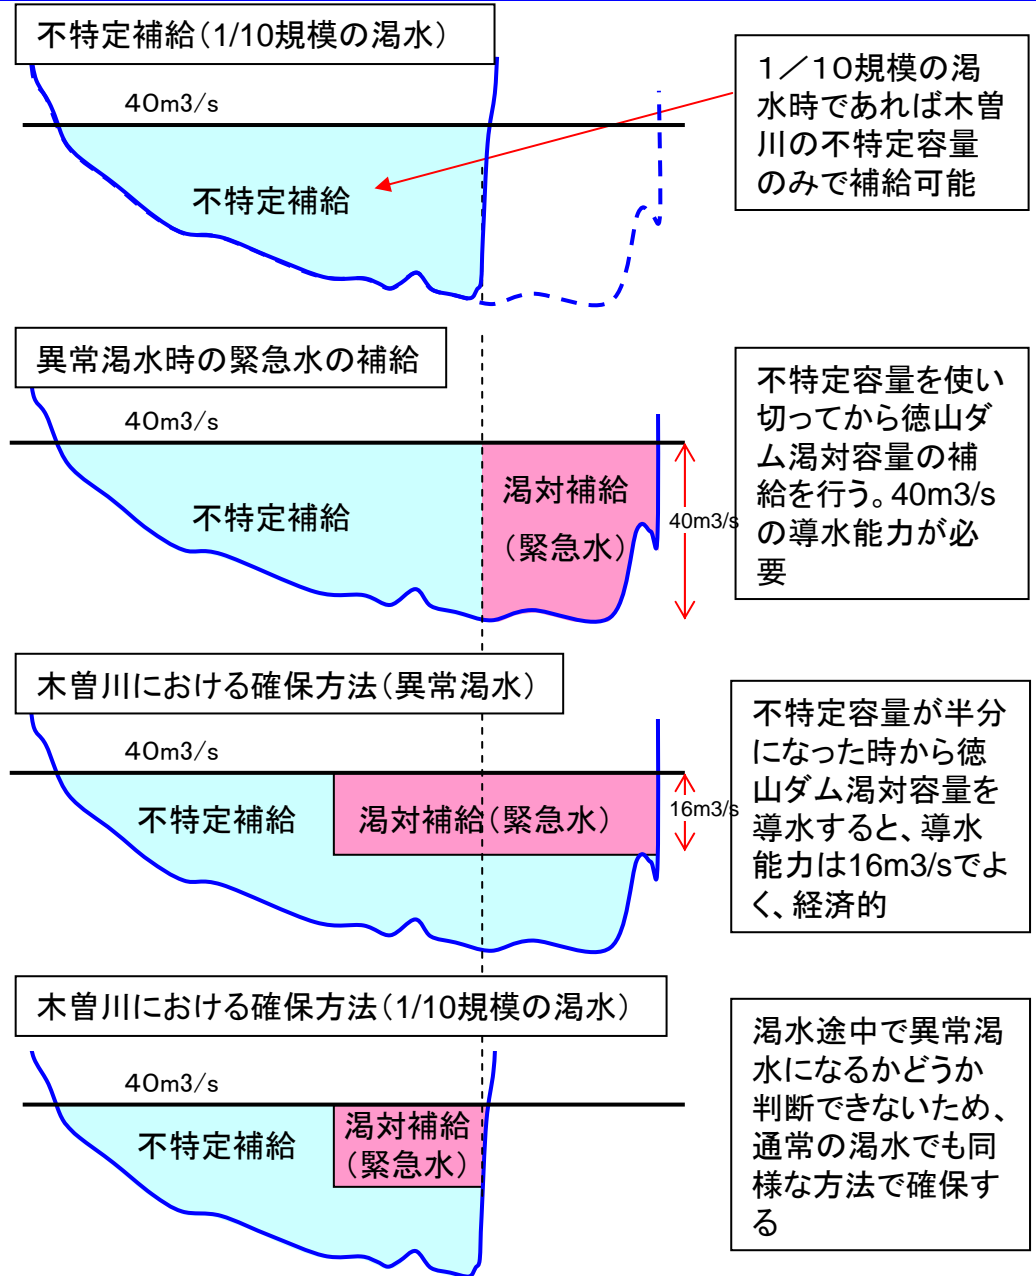 不特定補給(1/10規模の渇水)
40m3/s
不特定補給
1/10規模の渇
水時であれば木曽
川の不特定容量
のみで補給可能
異常渇水時の緊急水の補給
40m3/s
不特定補給
渇対補給
(緊急水)
40m3/s
不特定容量を使い
切ってから徳山ダ
ム渇対容量の補
給を行う。40m3/s
の導水能力が必
要
木曽川における確保方法(異常渇水)
40m3/s
不特定補給
渇対補給(緊急水)
16m3/s
不特定容量が半分
になった時から徳
山ダム渇対容量を
導水すると、導水
能力は16m3/sでよ
く、経済的
木曽川における確保方法(1/10規模の渇水)
40m3/s
不特定補給
渇対補給
(緊急水)
渇水途中で異常渇
水になるかどうか
判断できないため、
通常の渇水でも同
様な方法で確保す
る